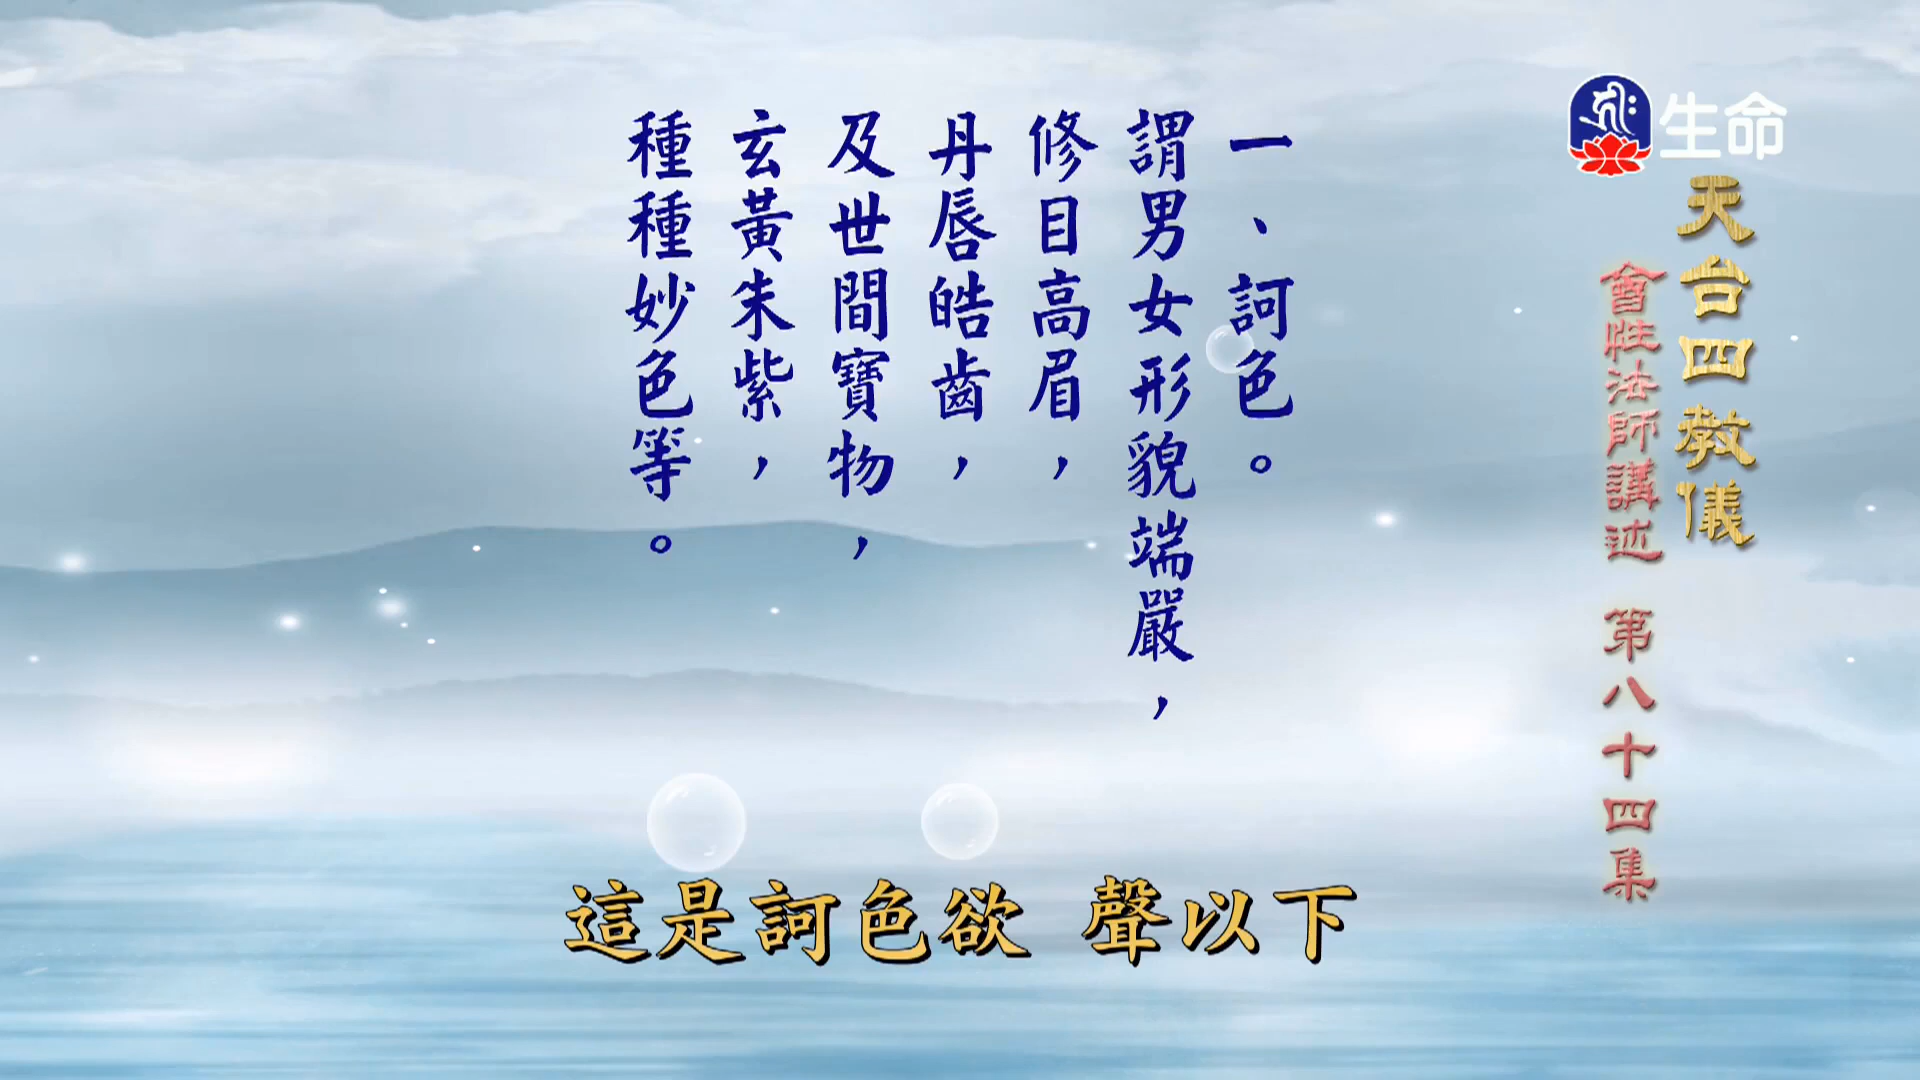 生命
天台四教儀
會性法師講述 第八十四集
一、訶色。
謂男女形貌端嚴，
修目高眉，
丹唇皓齒，
及世間寶物，
玄黃朱紫，
種種妙色等。
這是訶色欲 聲以下